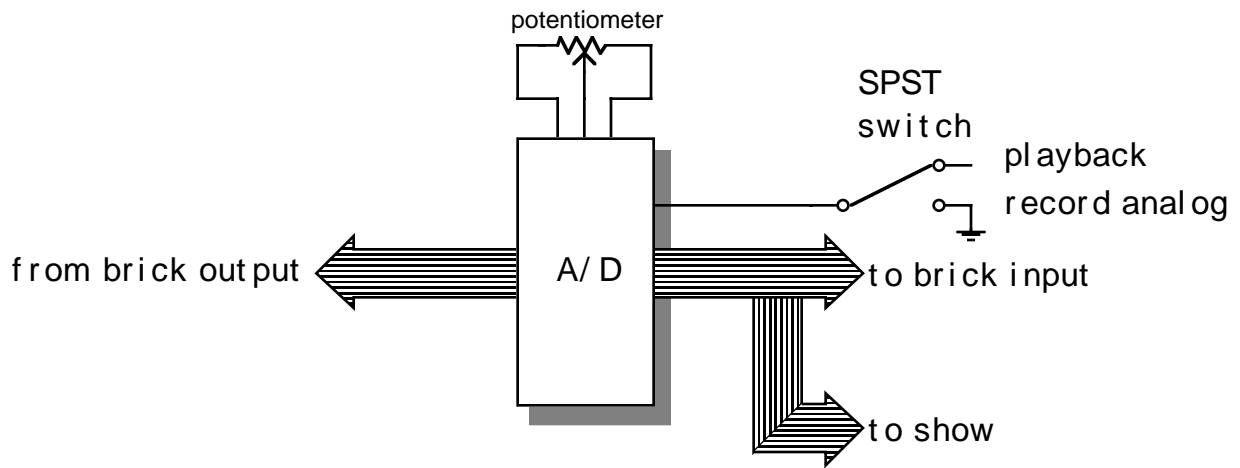 potentiometer
SPST
switch
playback
record analog
from brick output
A/D
to brick input
to show